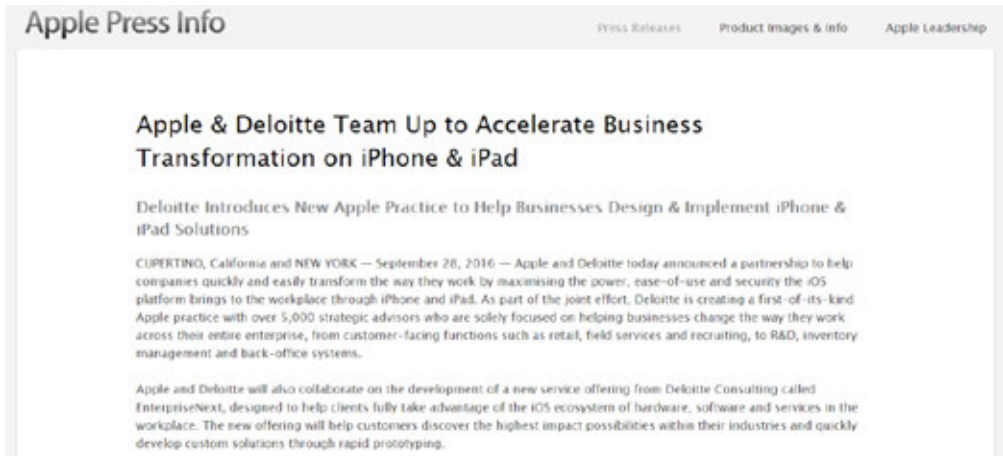 Apple Press Info
Press Releases Product Images & Info Apple Leadership
Apple & Deloitte Team Up to Accelerate Business
Transformation on iPhone & iPad
Deloitte Introduces New Apple Practice to Help Businesses Design & Implement iPhone &
iPad Solutions
CUPERTINO, California and NEW YORK — September 28, 2016 — Apple and Deloitte today announced a partnership to help
companies quickly and easily transform the way they work by maximising the power, ease-of-use and security the iOS
platform brings to the workplace through iPhone and iPad. As part of the joint effort, Deloitte is creating a first-of-its-kind
Apple practice with over 5,000 strategic advisors who are solely focused on helping businesses change the way they work
across their entire enterprise, from customer-facing functions such as retail, field services and recruiting, to R&D, inventory
management and back-office systems.
Apple and Deloitte will also collaborate on the development of a new service offering from Deloitte Consulting called
EnterpriseNext, designed to help clients fully take advantage of the iOS ecosystem of hardware, software and services in the
workplace. The new offering will help customers discover the highest impact possibilities within their industries and quickly
develop custom solutions through rapid prototyping.